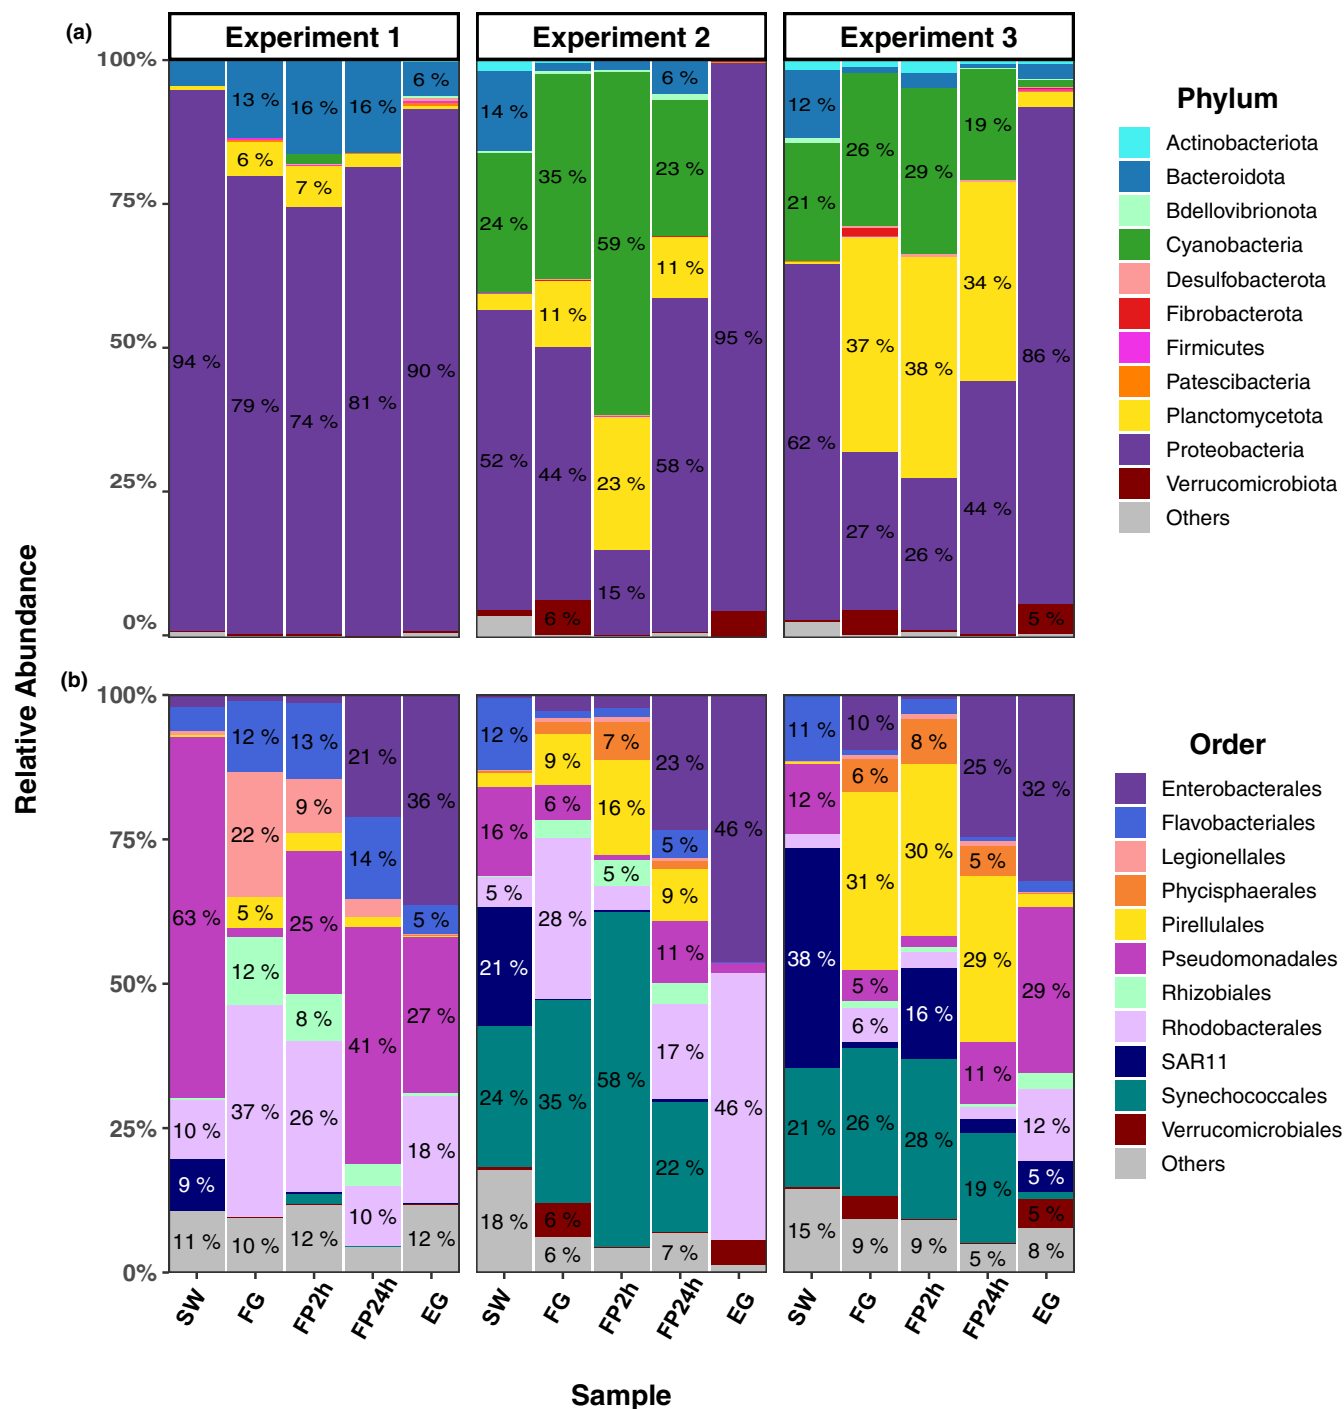 (a)
Experiment 1
Experiment 2
Experiment 3
100%
75%
50%
25%
0%
94 %
13 %
6 %
79 %
16 %
7 %
74 %
16 %
81 %
6 %
90 %
14 %
24 %
52 %
35 %
11 %
44 %
6 %
59 %
23 %
15 %
6 %
23 %
11 %
58 %
95 %
12 %
21 %
62 %
26 %
37 %
27 %
29 %
38 %
26 %
19 %
34 %
44 %
86 %
5 %
Phylum
Actinobacteriota
Bacteroidota
Bdellovibrionota
Cyanobacteria
Desulfobacterota
Fibrobacterota
Firmicutes
Patescibacteria
Planctomycetota
Proteobacteria
Verrucomicrobiota
Others
Relative Abundance
(b)
100%
75%
50%
25%
0%
63 %
10 %
9 %
11 %
12 %
22 %
5 %
12 %
37 %
10 %
13 %
9 %
25 %
8 %
26 %
12 %
21 %
14 %
41 %
10 %
36 %
5 %
27 %
18 %
12 %
12 %
16 %
5 %
21 %
24 %
18 %
9 %
6 %
28 %
35 %
6 %
6 %
7 %
16 %
5 %
58 %
23 %
5 %
9 %
11 %
17 %
22 %
7 %
46 %
46 %
11 %
12 %
38 %
21 %
15 %
10 %
6 %
31 %
5 %
6 %
26 %
9 %
8 %
30 %
16 %
28 %
9 %
25 %
5 %
29 %
11 %
19 %
5 %
32 %
29 %
12 %
5 %
5 %
8 %
Order
Enterobacterales
Flavobacteriales
Legionellales
Phycisphaerales
Pirellulales
Pseudomonadales
Rhizobiales
Rhodobacterales
SAR11
Synechococcales
Verrucomicrobiales
Others
SW
FG
FP2h
FP24h
EG
SW
FG
FP2h
FP24h
EG
SW
FG
FP2h
FP24h
EG
Sample